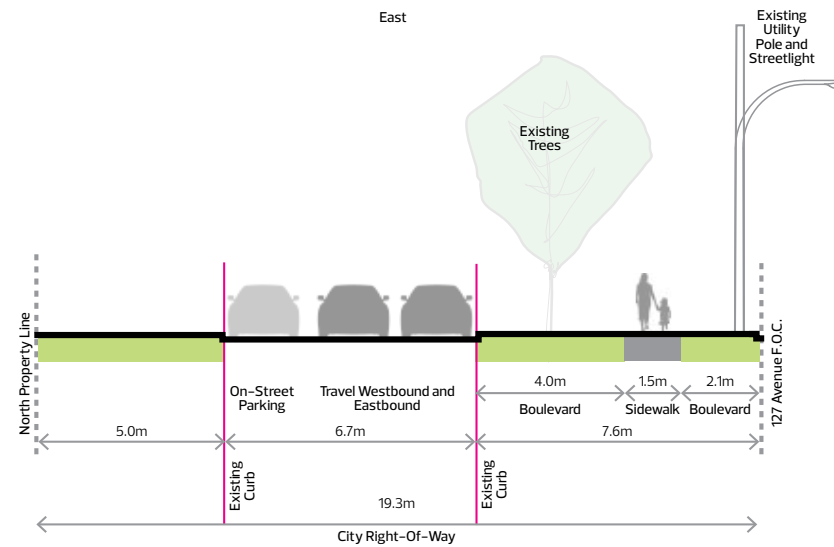 East
Existing
Utility
Pole and
Streetlight
Existing
Trees
North Property Line
127 Avenue F.O.C.
On-Street
Parking
Travel Westbound and
Eastbound
4.0m
1.5m
2.1m
Boulevard
Sidewalk
Boulevard
5.0m
6.7m
7.6m
Existing
Curb
Existing
Curb
19.3m
City Right-Of-Way